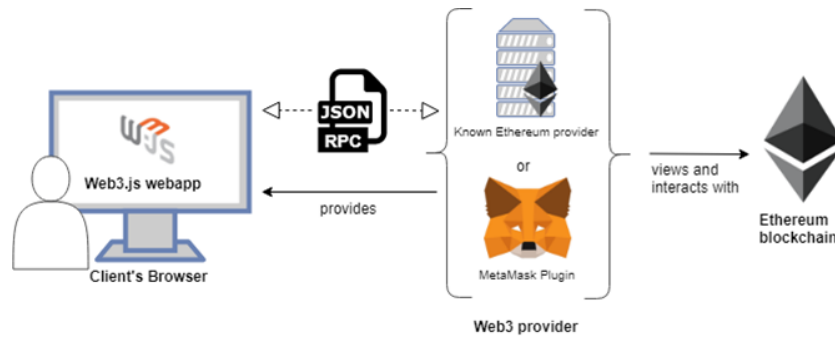 W3JS
Web3.js webapp
Client's Browser
JSON
RPC
provides
Known Ethereum provider
or
MetaMask Plugin
Web3 provider
views and
interacts with
Ethereum
blockchain